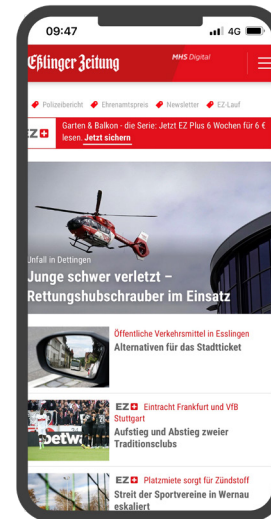 09:47
4G
Eßlinger Zeitung
MHS Digital
Polizeibericht Ehrenamtspreis Newsletter EZ-Lauf
EZ+
Garten & Balkon - die Serie: Jetzt EZ Plus 6 Wochen für 6 €
lesen. Jetzt sichern
Unfall in Dettingen
Junge schwer verletzt –
Rettungshubschrauber im Einsatz
Öffentliche Verkehrsmittel in Esslingen
Alternativen für das Stadtticket
EZ+ Eintracht Frankfurt und VfB
Stuttgart
Aufstieg und Abstieg zweier
Traditionsclubs
betw
EZ+ Platzmiete sorgt für Zündstoff
Streit der Sportvereine in Wernau
eskaliert